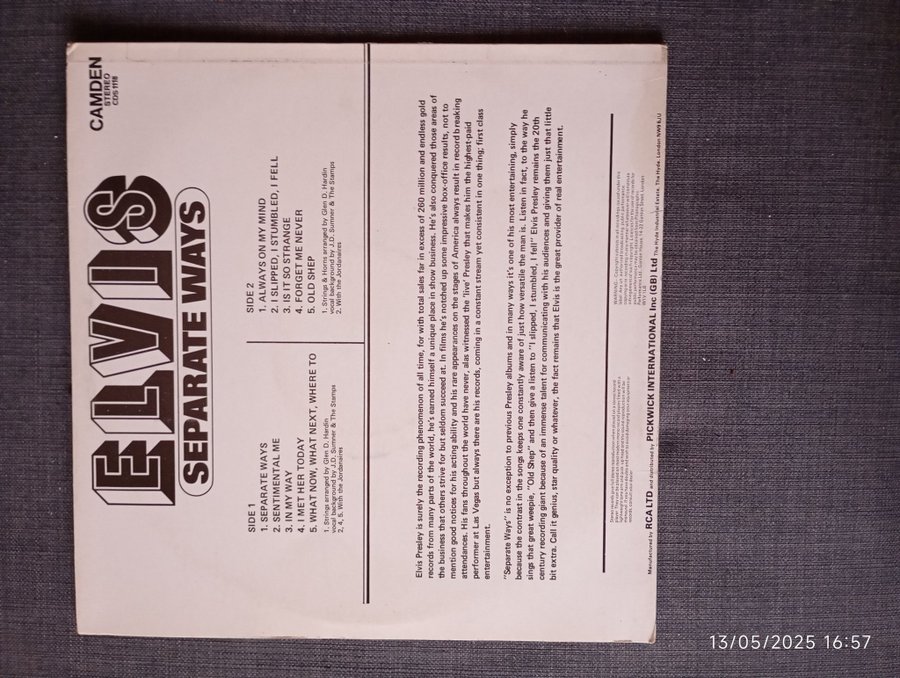 CAMDEN
STEREO
CDS 1118
ELVIS
SEPARATE WAYS
SIDE 1
1. SEPARATE WAYS
2. SENTIMENTAL ME
3. IN MY WAY
4. I MET HER TODAY
5. WHAT NOW, WHAT NEXT, WHERE TO
1. Strings arranged by Glen D. Hardin
vocal background by J.D. Sumner & The Stamps
2, 4, 5. With the Jordanaires
SIDE 2
1. ALWAYS ON MY MIND
2. I SLIPPED, I STUMBLED, I FELL
3. IS IT SO STRANGE
4. FORGET ME NEVER
5. OLD SHEP
1. Strings & Horns arranged by Glen D. Hardin
vocal background by J.D. Sumner & The Stamps
2. With the Jordanaires
Elvis Presley is surely the recording phenomenon of all time, for with total sales far in excess of 260 million and endless gold
records from many parts of the world, he's earned himself a unique place in show business. He's also conquered those areas of
the business that others strive for but seldom succeed at. In films he's notched up some impressive box-office results, not to
mention good notices for his acting ability and his rare appearances on the stages of America always result in record breaking
attendances. His fans throughout the world have never, alas witnessed the 'live' Presley that makes him the highest-paid
performer at Las Vegas but always there are his records, coming in a constant stream yet consistent in one thing; first class
entertainment.
"Separate Ways" is no exception to previous Presley albums and in many ways it's one of his most entertaining, simply
because the contrast in the songs keeps one constantly aware of just how versatile the man is. Listen in fact, to the way he
sings that great weepie, "Old Shep" and then give a listen to "I slipped, I stumbled, I fell" Elvis Presley remains the 20th
century recording giant because of an immense talent for communicating with his audiences and giving them just that little
bit extra. Call it genius, star quality or whatever, the fact remains that Elvis is the great provider of real entertainment.
Manufactured by RCA LTD and distributed by PICKWICK INTERNATIONAL Inc (GB) Ltd The Hyde Industrial Estate, The Hyde, London NW9 6JU
13/05/2025 16:57